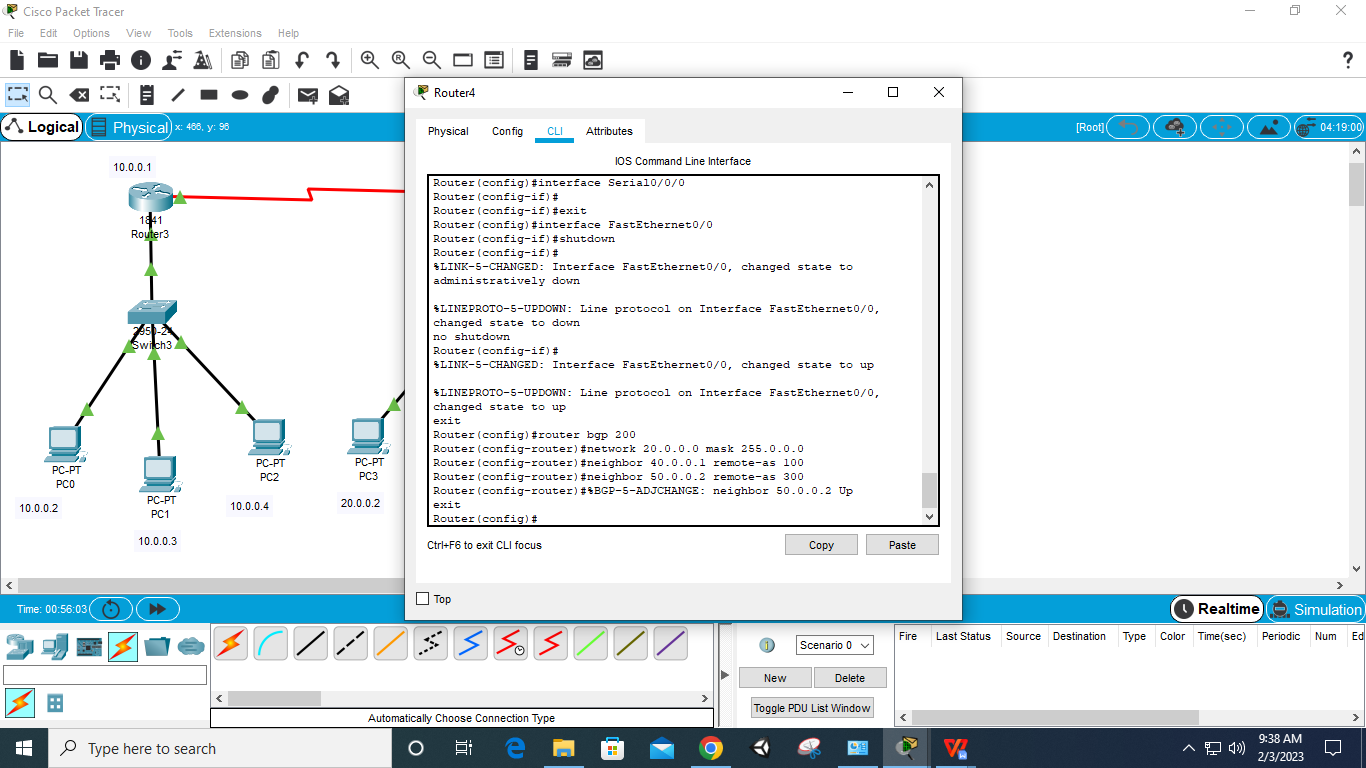 Cisco Packet Tracer
File Edit Options View Tools Extensions Help
?
Logical
Physical
x: 466, y: 96
[Root]
04:19:00
10.0.0.1
1841
Router3
2950-24
Switch3
PC-PT
PC0
10.0.0.2
PC-PT
PC1
10.0.0.3
PC-PT
PC2
10.0.0.4
PC-PT
PC3
20.0.0.2
Router4
Physical Config CLI Attributes
IOS Command Line Interface
Router(config)#interface Serial0/0/0
Router(config-if)#
Router(config-if)#exit
Router(config)#interface FastEthernet0/0
Router(config-if)#shutdown
Router(config-if)#
%LINK-5-CHANGED: Interface FastEthernet0/0, changed state to
administratively down
%LINEPROTO-5-UPDOWN: Line protocol on Interface FastEthernet0/0,
changed state to down
no shutdown
Router(config-if)#
%LINK-5-CHANGED: Interface FastEthernet0/0, changed state to up
%LINEPROTO-5-UPDOWN: Line protocol on Interface FastEthernet0/0,
changed state to up
exit
Router(config)#router bgp 200
Router(config-router)#network 20.0.0.0 mask 255.0.0.0
Router(config-router)#neighbor 40.0.0.1 remote-as 100
Router(config-router)#neighbor 50.0.0.2 remote-as 300
Router(config-router)#%BGP-5-ADJCHANGE: neighbor 50.0.0.2 Up
exit
Router(config)#
Ctrl+F6 to exit CLI focus
Copy
Paste
Top
Time: 00:56:03
Realtime
Simulation
Automatically Choose Connection Type
Scenario 0
New
Delete
Toggle PDU List Window
Fire Last Status Source Destination Type Color Time(sec) Periodic Num Ed
Type here to search
9:38 AM
2/3/2023